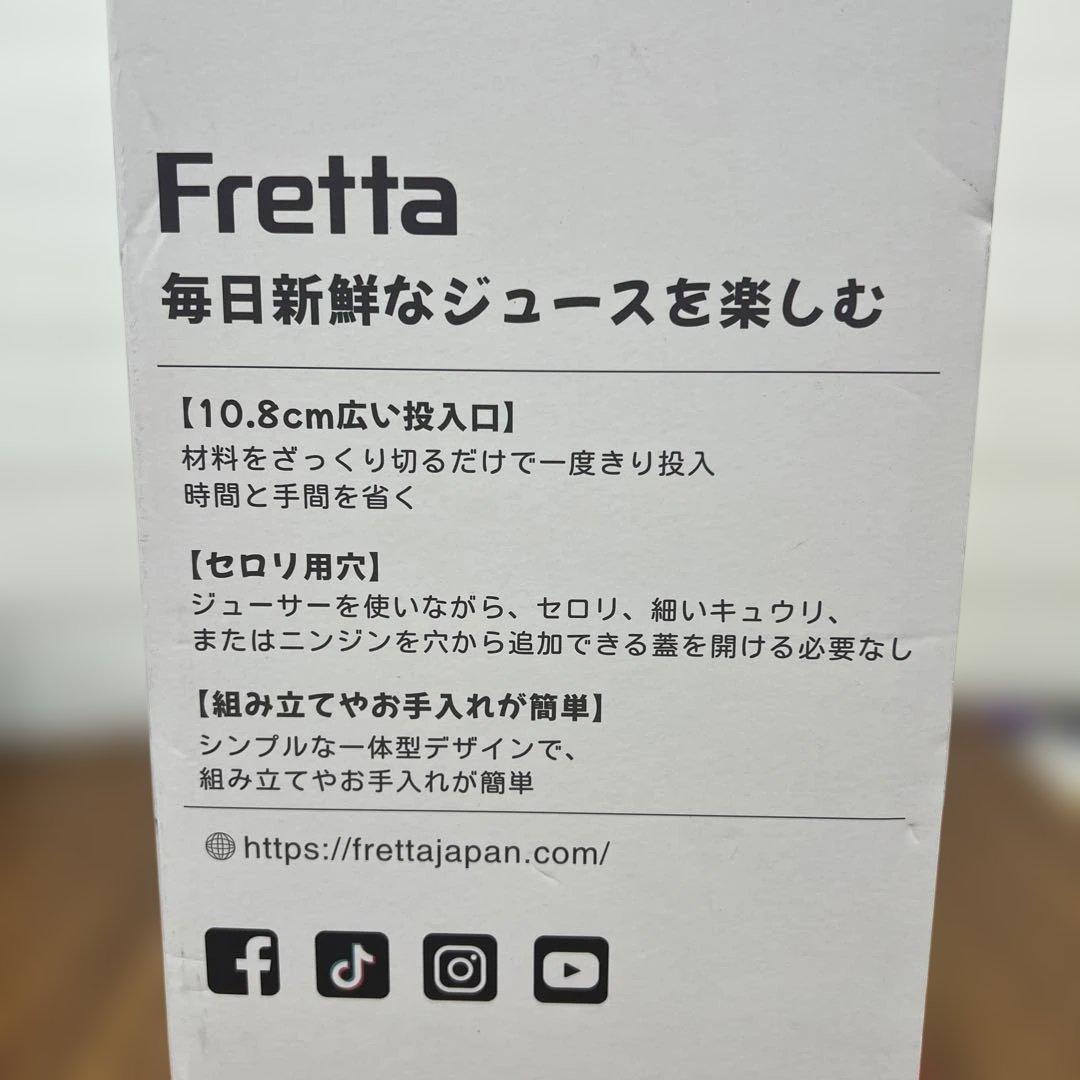 Fretta
毎日新鮮なジュースを楽しむ
【10.8cm広い投入口】
材料をざっくり切るだけで一度きり投入
時間と手間を省く
【セロリ用穴】
ジューサーを使いながら、セロリ、細いキュウリ、
またはニンジンを穴から追加できる蓋を開ける必要なし
【組み立てやお手入れが簡単】
シンプルな一体型デザインで、
組み立てやお手入れが簡単
https://frettajapan.com/